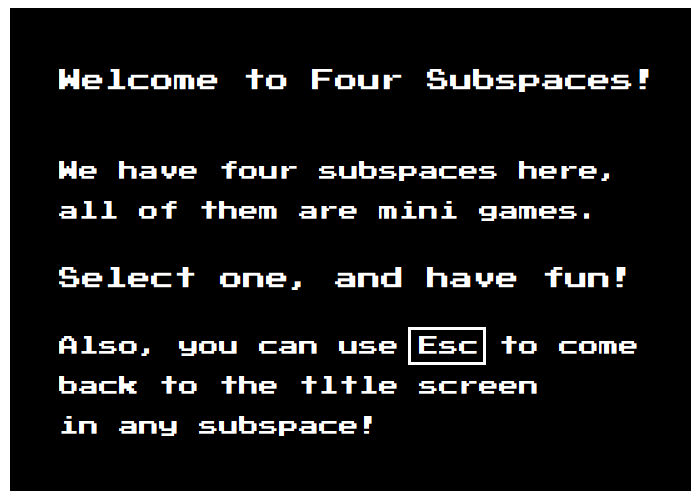 Welcome to Four Subspaces!
We have four subspaces here,
all of them are mini games.
Select one, and have fun!
Also, you can use Esc to come
back to the tltle screen
in any subspace!